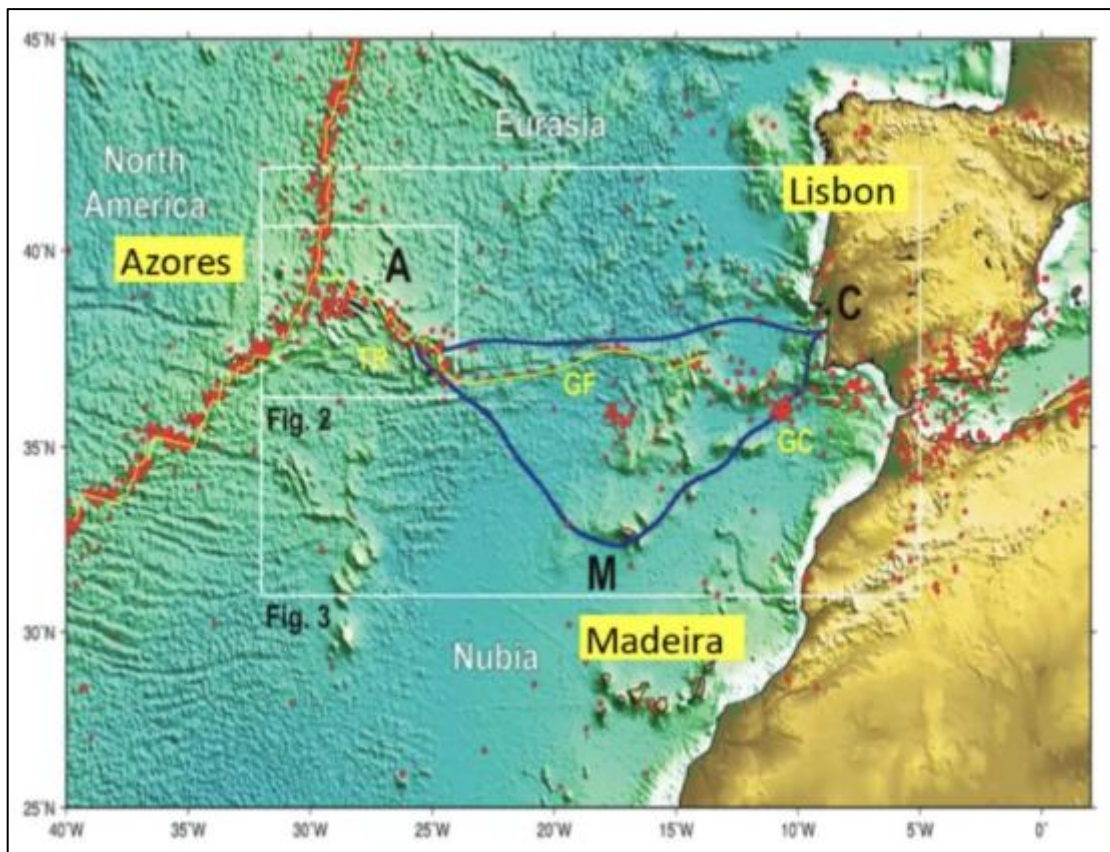 45°N
Eurasia
North
America
Lisbon
40°N
Azores
A
C
TR
GF
Fig. 2
35°N
GC
M
Fig. 3
30°N
Madeira
Nubia
25°N
40°W 35°W 30°W 25°W 20°W 15°W 10°W 5°W 0°